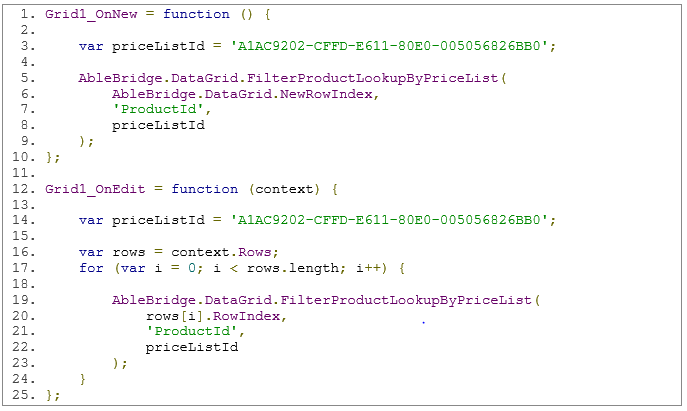 1. Grid1_OnNew = function () {
2.
3.     var priceListId = 'A1AC9202-CFFD-E611-80E0-005056826BB0';
4.
5.     AbleBridge.DataGrid.FilterProductLookupByPriceList(
6.         AbleBridge.DataGrid.NewRowIndex,
7.         'ProductId',
8.         priceListId
9.     );
10. };
11.
12. Grid1_OnEdit = function (context) {
13.
14.     var priceListId = 'A1AC9202-CFFD-E611-80E0-005056826BB0';
15.
16.     var rows = context.Rows;
17.     for (var i = 0; i < rows.length; i++) {
18.
19.         AbleBridge.DataGrid.FilterProductLookupByPriceList(
20.             rows[i].RowIndex,
21.             'ProductId',
22.             priceListId
23.         );
24.     }
25. };